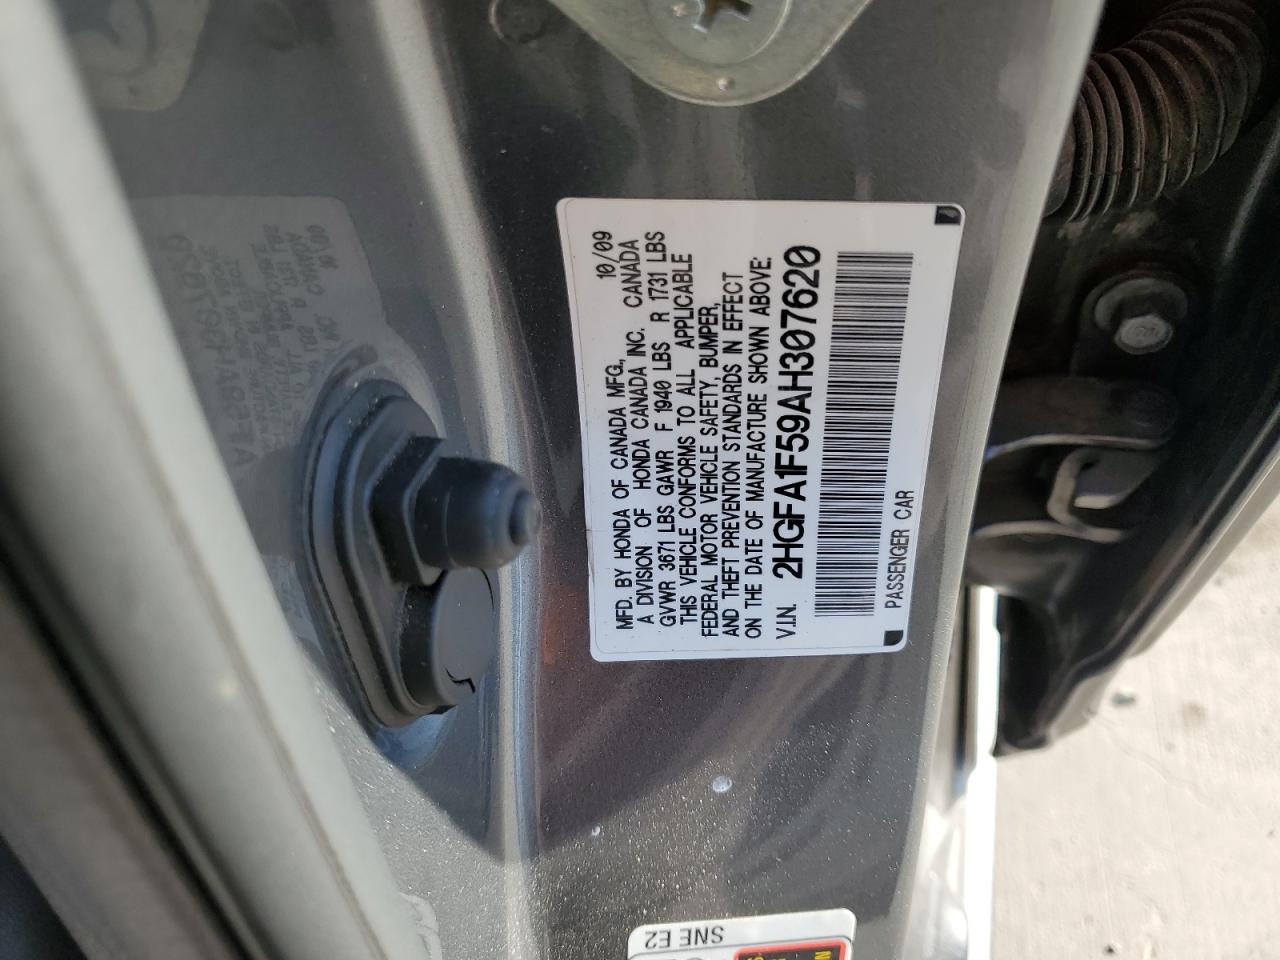 MFD. BY HONDA OF CANADA MFG., 10/09
A DIVISION OF HONDA CANADA INC. CANADA
GVWR 3671 LBS GAWR F 1940 LBS R 1731 LBS
THIS VEHICLE CONFORMS TO ALL APPLICABLE
FEDERAL MOTOR VEHICLE SAFETY, BUMPER,
AND THEFT PREVENTION STANDARDS IN EFFECT
ON THE DATE OF MANUFACTURE SHOWN ABOVE.
V.I.N. 2HGFA1F59AH307620
PASSENGER CAR
SNE E2